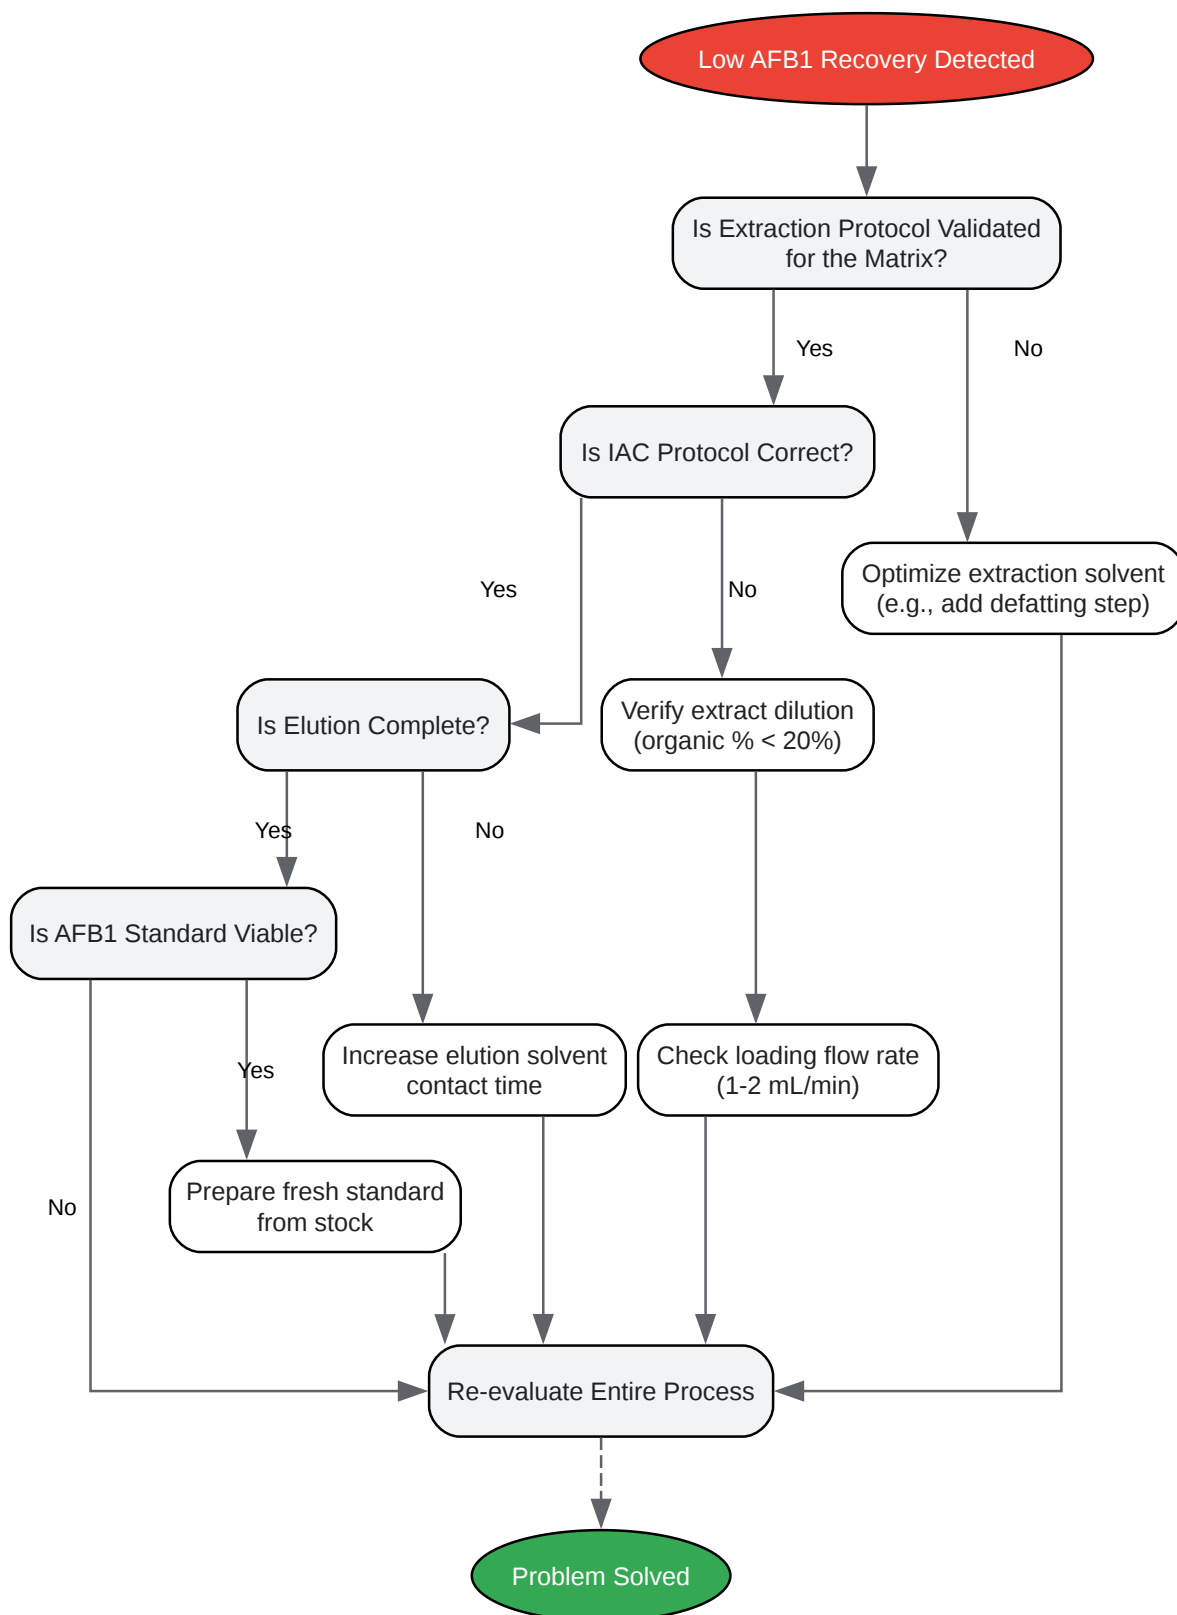 Low AFB1 Recovery Detected
Is Extraction Protocol Validated
for the Matrix?
Yes
No
Is IAC Protocol Correct?
Optimize extraction solvent
(e.g., add defatting step)
Yes
No
Is Elution Complete?
Verify extract dilution
(organic % < 20%)
Yes
No
Is AFB1 Standard Viable?
Increase elution solvent
contact time
Check loading flow rate
(1-2 mL/min)
Yes
Prepare fresh standard
from stock
No
Re-evaluate Entire Process
Problem Solved